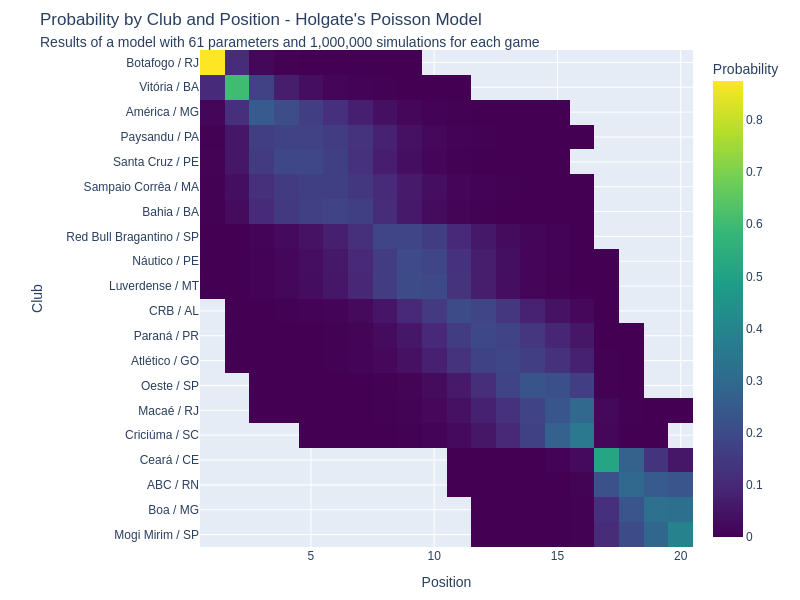 Probability by Club and Position - Holgate's Poisson Model
Results of a model with 61 parameters and 1,000,000 simulations for each game
Probability
Club
Botafogo / RJ
Vitória / BA
América / MG
Paysandu / PA
Santa Cruz / PE
Sampaio Corrêa / MA
Bahia / BA
Red Bull Bragantino / SP
Náutico / PE
Luverdense / MT
CRB / AL
Paraná / PR
Atlético / GO
Oeste / SP
Macaé / RJ
Criciúma / SC
Ceará / CE
ABC / RN
Boa / MG
Mogi Mirim / SP
0.8
0.7
0.6
0.5
0.4
0.3
0.2
0.1
0
5 10 15 20
Position